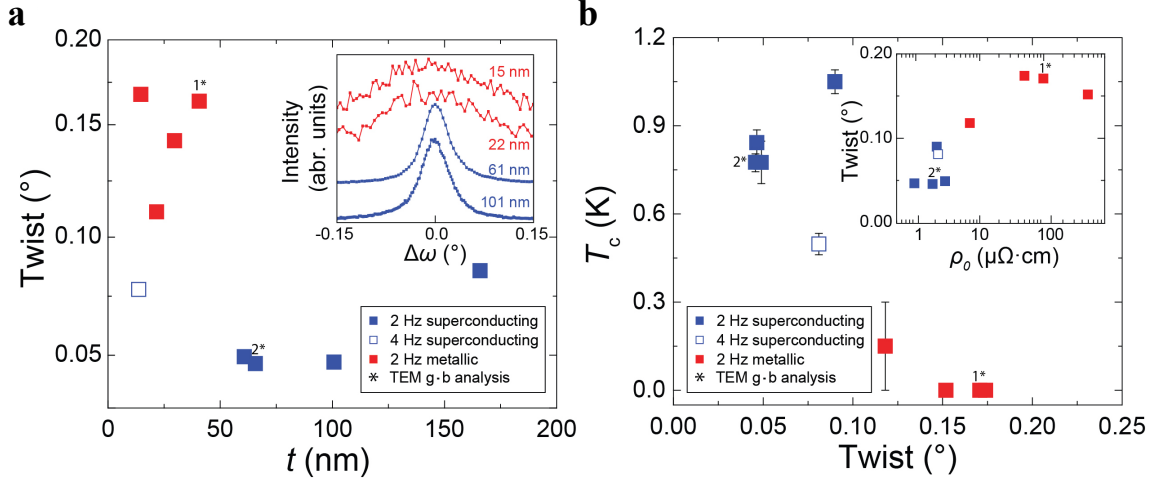 a
0.20
0.15
0.10
0.05
Twist (°)
0
50
100
150
200
t (nm)
1*
2*
Intensity
(abr. units)
15 nm
22 nm
61 nm
101 nm
-0.15
0.0
0.15
Δω (°)
2 Hz superconducting
4 Hz superconducting
2 Hz metallic
* TEM g·b analysis
b
1.2
0.9
0.6
0.3
0.0
Tc (K)
0.00
0.05
0.10
0.15
0.20
0.25
Twist (°)
2*
1*
0.20
0.10
0.00
Twist (°)
1*
2*
1
10
100
ρ0 (μΩ·cm)
2 Hz superconducting
4 Hz superconducting
2 Hz metallic
* TEM g·b analysis